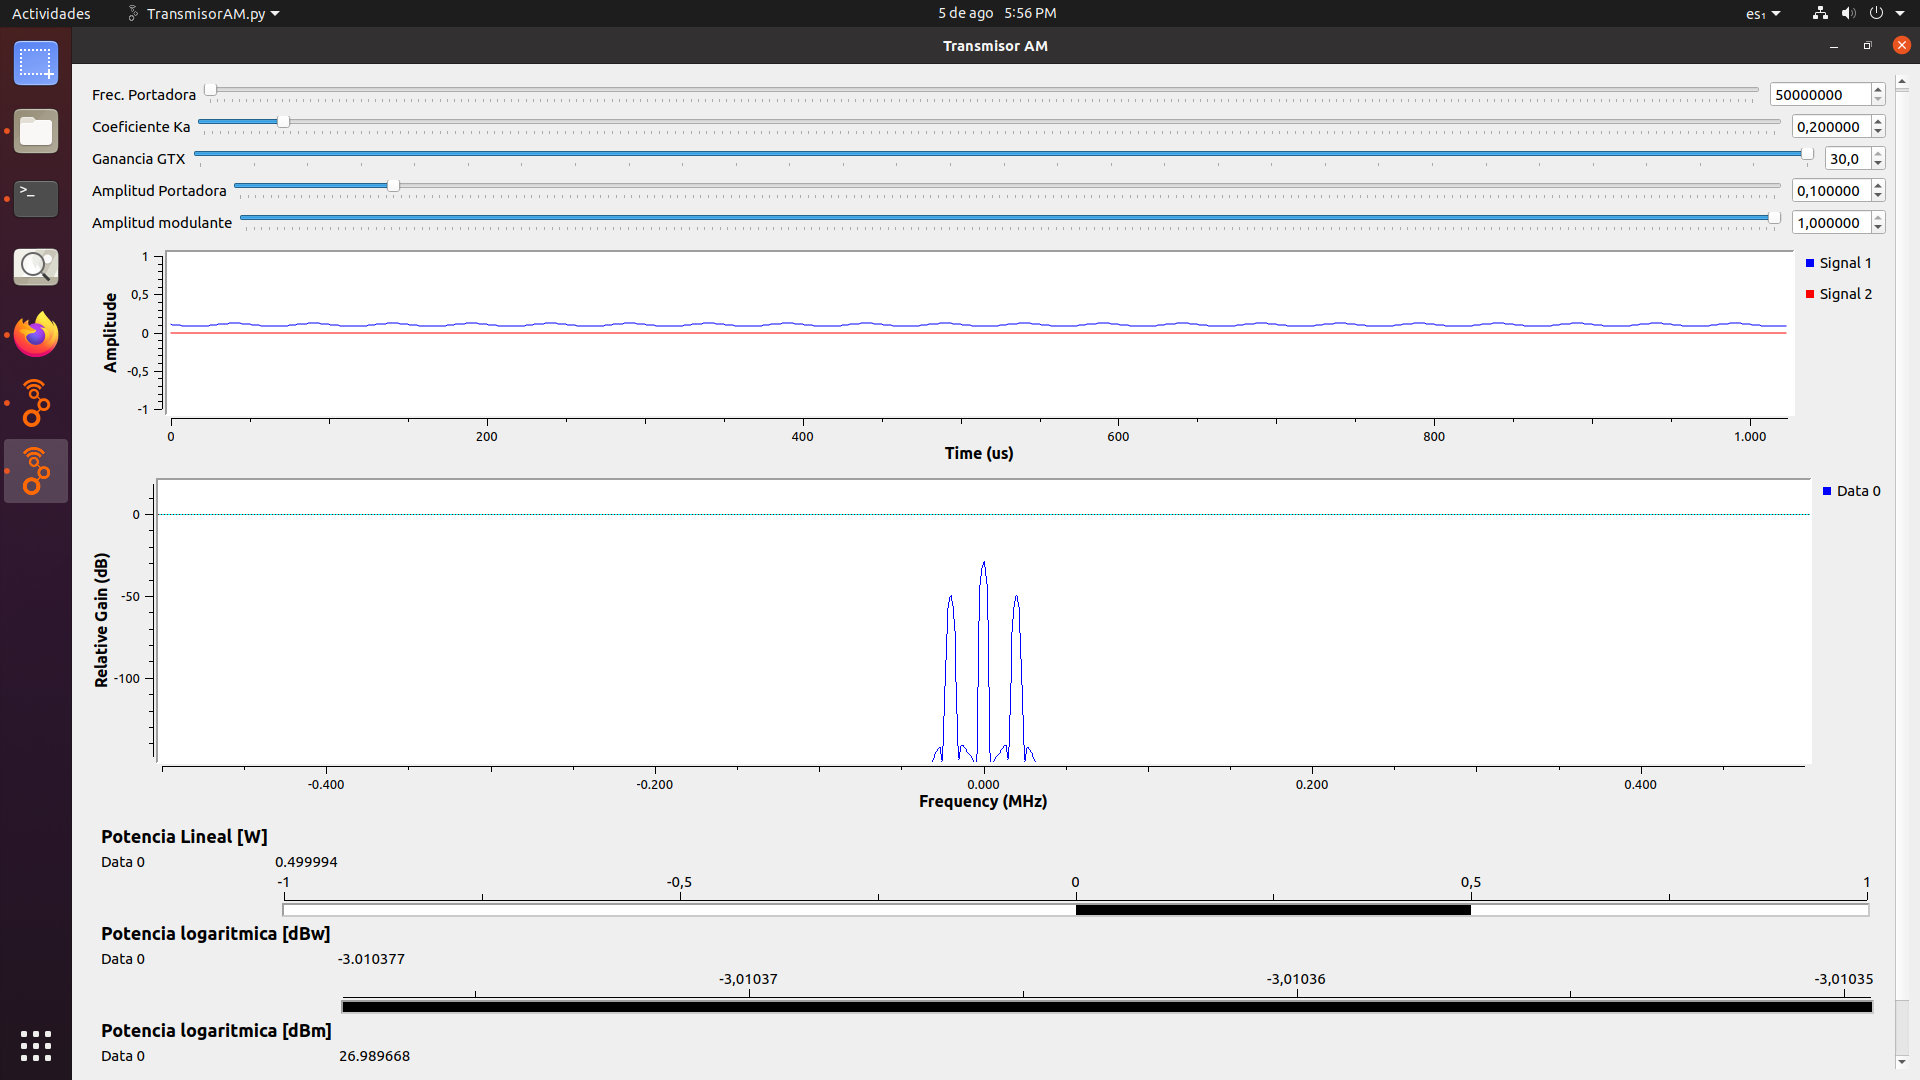 Actividades TransmisorAM.py 5 de ago 5:56 PM es₁
Transmisor AM
Frec. Portadora 50000000
Coeficiente Ka 0,200000
Ganancia GTX 30,0
Amplitud Portadora 0,100000
Amplitud modulante 1,000000
1
0,5
0
-0,5
-1
Amplitude
Signal 1
Signal 2
0 200 400 600 800 1.000
Time (us)
0
-50
-100
Relative Gain (dB)
Data 0
-0.400 -0.200 0.000 0.200 0.400
Frequency (MHz)
Potencia Lineal [W]
Data 0 0.499994
-1 -0,5 0 0,5 1
Potencia logaritmica [dBw]
Data 0 -3.010377
-3,01037 -3,01036 -3,01035
Potencia logaritmica [dBm]
Data 0 26.989668